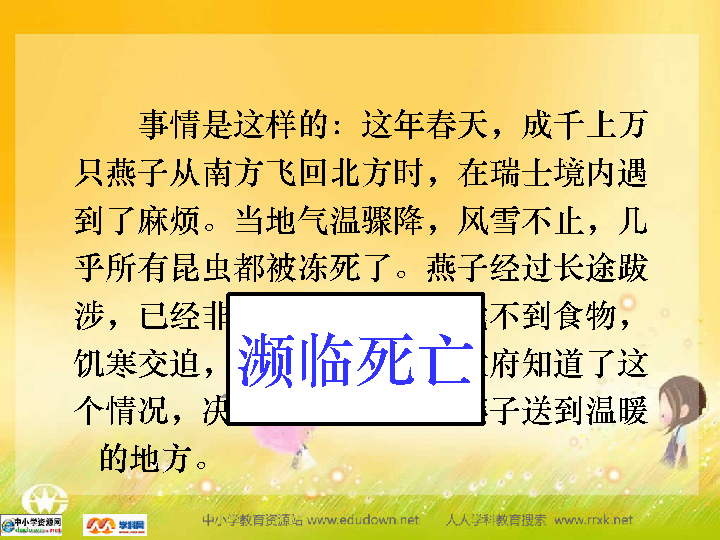 事情是这样的：这年春天，成千上万
只燕子从南方飞回北方时，在瑞士境内遇
到了麻烦。当地气温骤降，风雪不止，几
乎所有昆虫都被冻死了。燕子经过长途跋
涉，已经非 不到食物，
濒临死亡
饥寒交迫， 府知道了这
个情况，决 燕子送到温暖
的地方。
中小学资源网
学科网
中小学教育资源站 www.edudown.net 人人学科教育搜索 www.rrxk.net